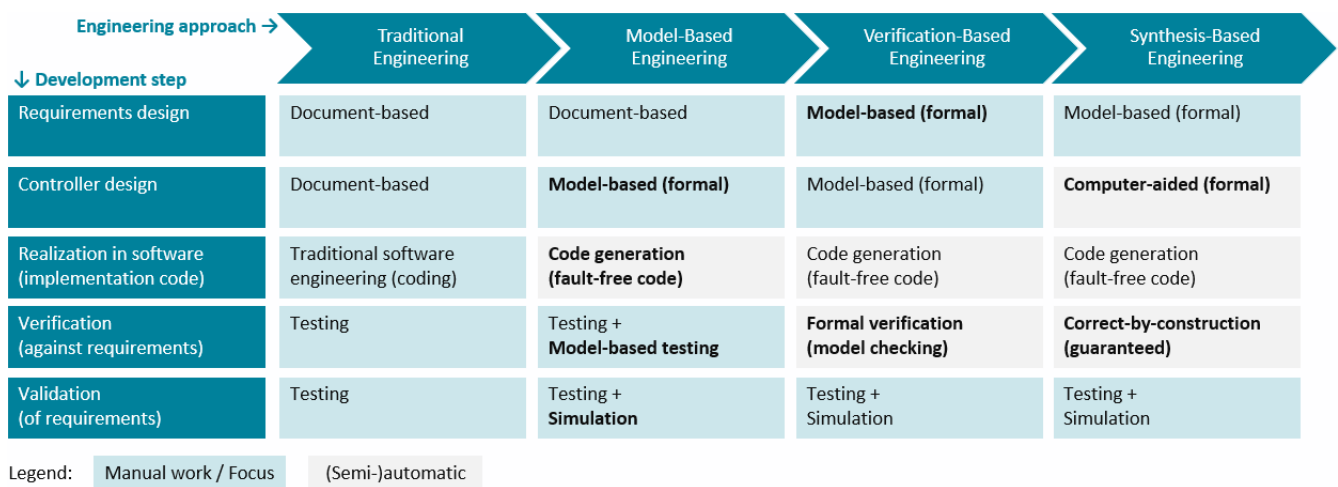 Engineering approach →
↓ Development step
Traditional
Engineering
Model-Based
Engineering
Verification-Based
Engineering
Synthesis-Based
Engineering
Requirements design
Document-based
Document-based
Model-based (formal)
Model-based (formal)
Controller design
Document-based
Model-based (formal)
Model-based (formal)
Computer-aided (formal)
Realization in software
(implementation code)
Traditional software
engineering (coding)
Code generation
(fault-free code)
Code generation
(fault-free code)
Code generation
(fault-free code)
Verification
(against requirements)
Testing
Testing +
Model-based testing
Formal verification
(model checking)
Correct-by-construction
(guaranteed)
Validation
(of requirements)
Testing
Testing +
Simulation
Testing +
Simulation
Testing +
Simulation
Legend:
Manual work / Focus
(Semi-)automatic